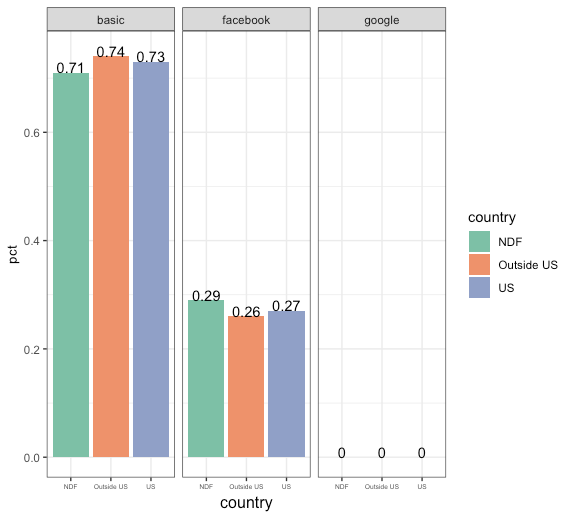 basic
facebook
google
0.71
0.74
0.73
0.29
0.26
0.27
0
0
0
0.6
0.4
0.2
0.0
pct
NDF
Outside US
US
NDF
Outside US
US
NDF
Outside US
US
country
country
NDF
Outside US
US